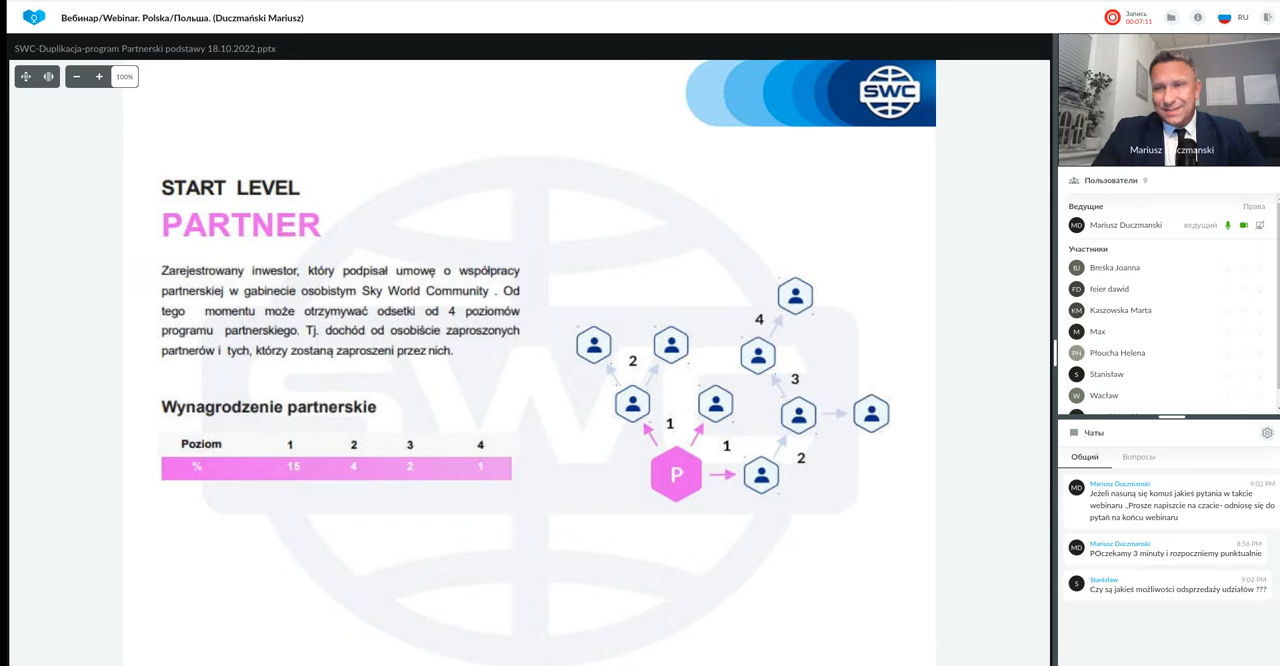 Вебинар/Webinar. Polska/Польша. (Duczmański Mariusz)
Запись
00:07:11
RU
SWC-Duplikacja-program Partnerski podstawy 18.10.2022.pptx
100%
SWC
START LEVEL
PARTNER
Zarejestrowany inwestor, który podpisał umowę o współpracy
partnerskiej w gabinecie osobistym Sky World Community . Od
tego momentu może otrzymywać odsetki od 4 poziomów
programu partnerskiego. Tj. dochód od osobiście zaproszonych
partnerów i tych, którzy zostaną zaproszeni przez nich.
Wynagrodzenie partnerskie
Poziom 1 2 3 4
% 15 4 2 1
4
2
3
1
1
2
P
Mariusz Duczmanski
Пользователи 9
Ведущие Права
MD Mariusz Duczmanski ведущий
Участники
BJ Breśka Joanna
FD feier dawid
KM Kaszowska Marta
M Max
PH Płoucha Helena
S Stanisław
W Wacław
Чаты
Общий Вопросы
MD Mariusz Duczmanski 9:02 PM
Jeżeli nasuną się komuś jakieś pytania w takcie
webinaru ,,Prosze napiszcie na czacie- odniosę się do
pytań na końcu webinaru
MD Mariusz Duczmanski 8:56 PM
POczekamy 3 minuty i rozpoczniemy punktualnie
S Stanisław 9:02 PM
Czy są jakieś możliwości odsprzedaży udziałów ???